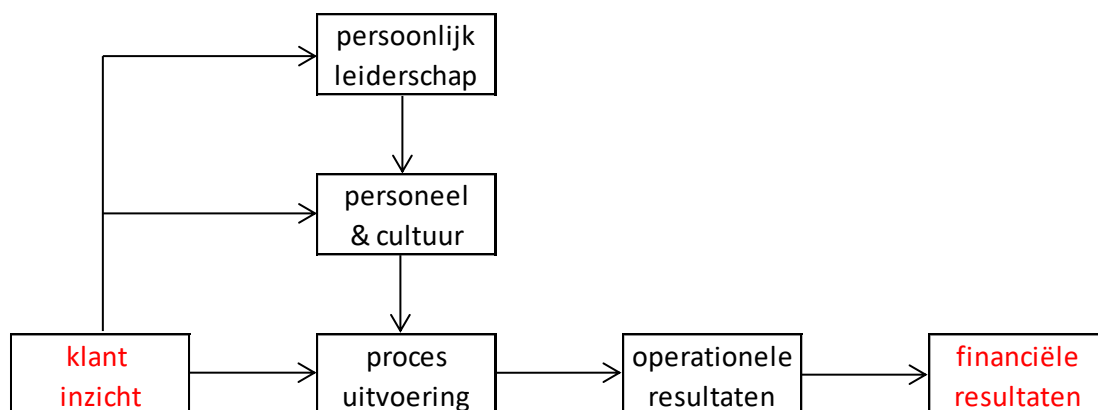 persoonlijk
leiderschap
personeel
& cultuur
klant
inzicht
proces
uitvoering
operationele
resultaten
financiële
resultaten